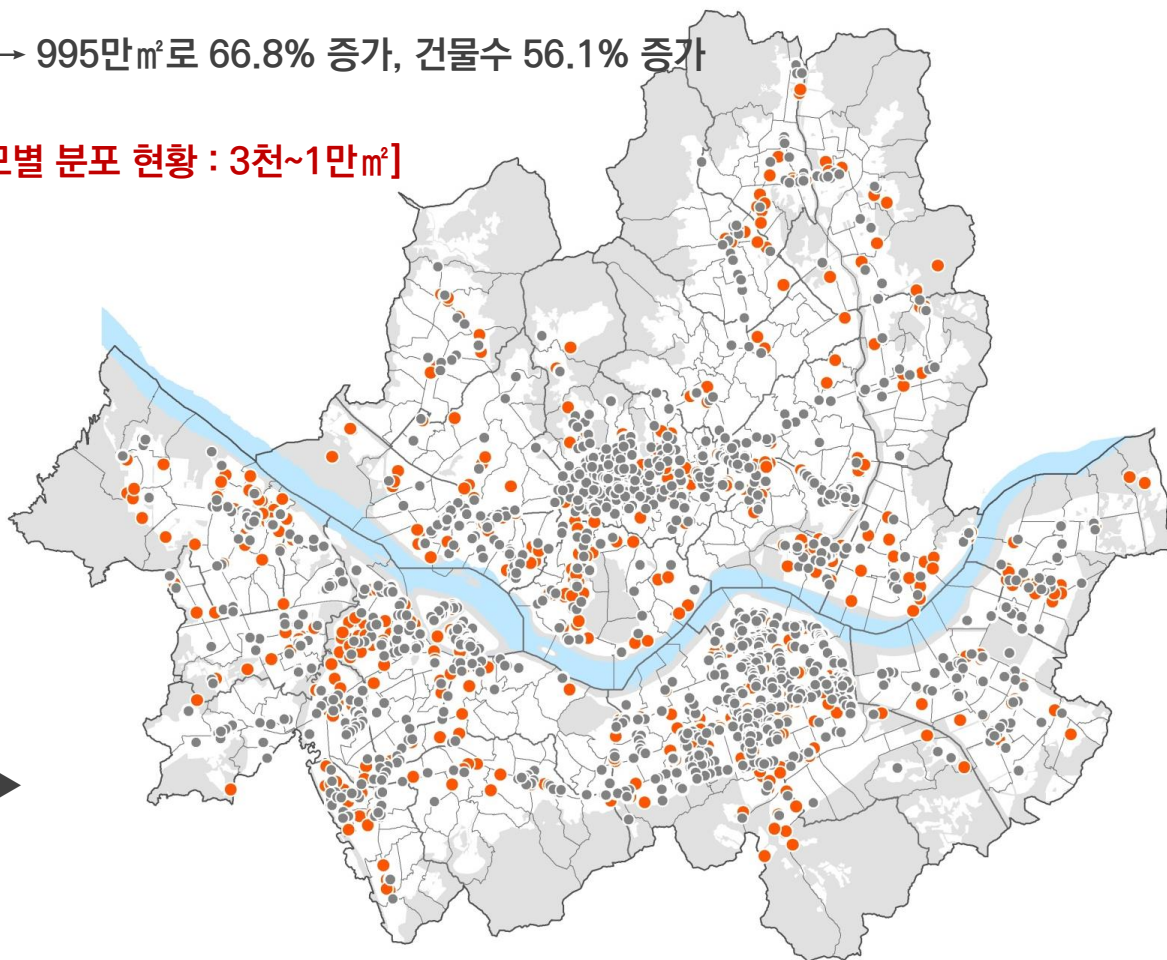 → 995만㎡로 66.8% 증가, 건물수 56.1% 증가
별 분포 현황 : 3천~1만㎡]